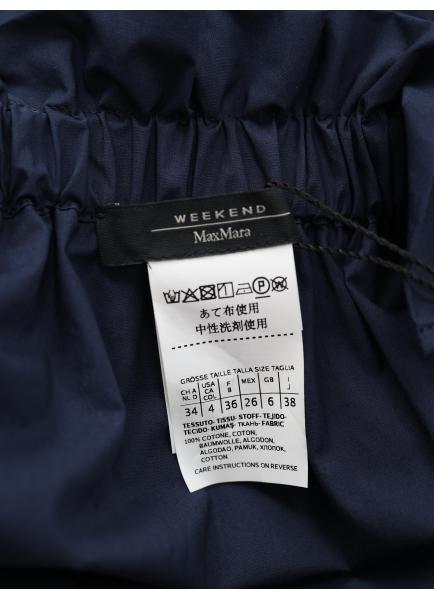 WEEKEND
MaxMara
あて布使用
中性洗剤使用
GRÖSSE TAILLE TALLA SIZE TAGLIA
CH A NL D USA CA COL F B MEX GB I J
34 4 36 26 6 38
TESSUTO- TISSU- STOFF- TEJIDO-
TECIDO- KUMAŞ- ТКАНЬ- FABRIC
100% COTONE, COTON,
BAUMWOLLE, ALGODON,
ALGODAO, PAMUK, ХЛОПОК,
COTTON
CARE INSTRUCTIONS ON REVERSE